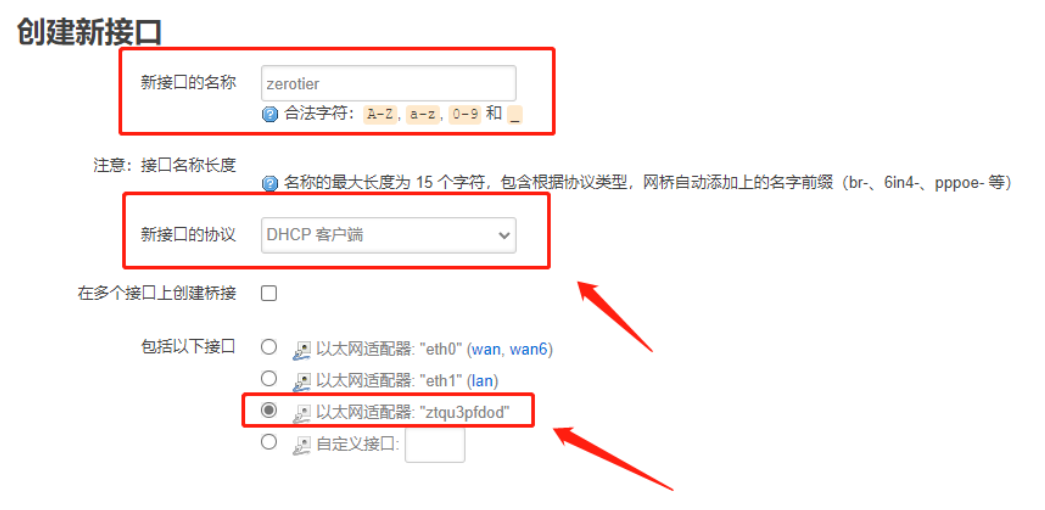 创建新接口
新接口的名称 zerotier
合法字符： A-Z, a-z, 0-9 和 _
注意：接口名称长度
名称的最大长度为 15 个字符，包含根据协议类型，网桥自动添加上的名字前缀（br-、6in4-、pppoe- 等）
新接口的协议 DHCP 客户端
在多个接口上创建桥接
包括以下接口 以太网适配器: "eth0" (wan, wan6)
以太网适配器: "eth1" (lan)
以太网适配器: "ztqu3pfdod"
自定义接口: